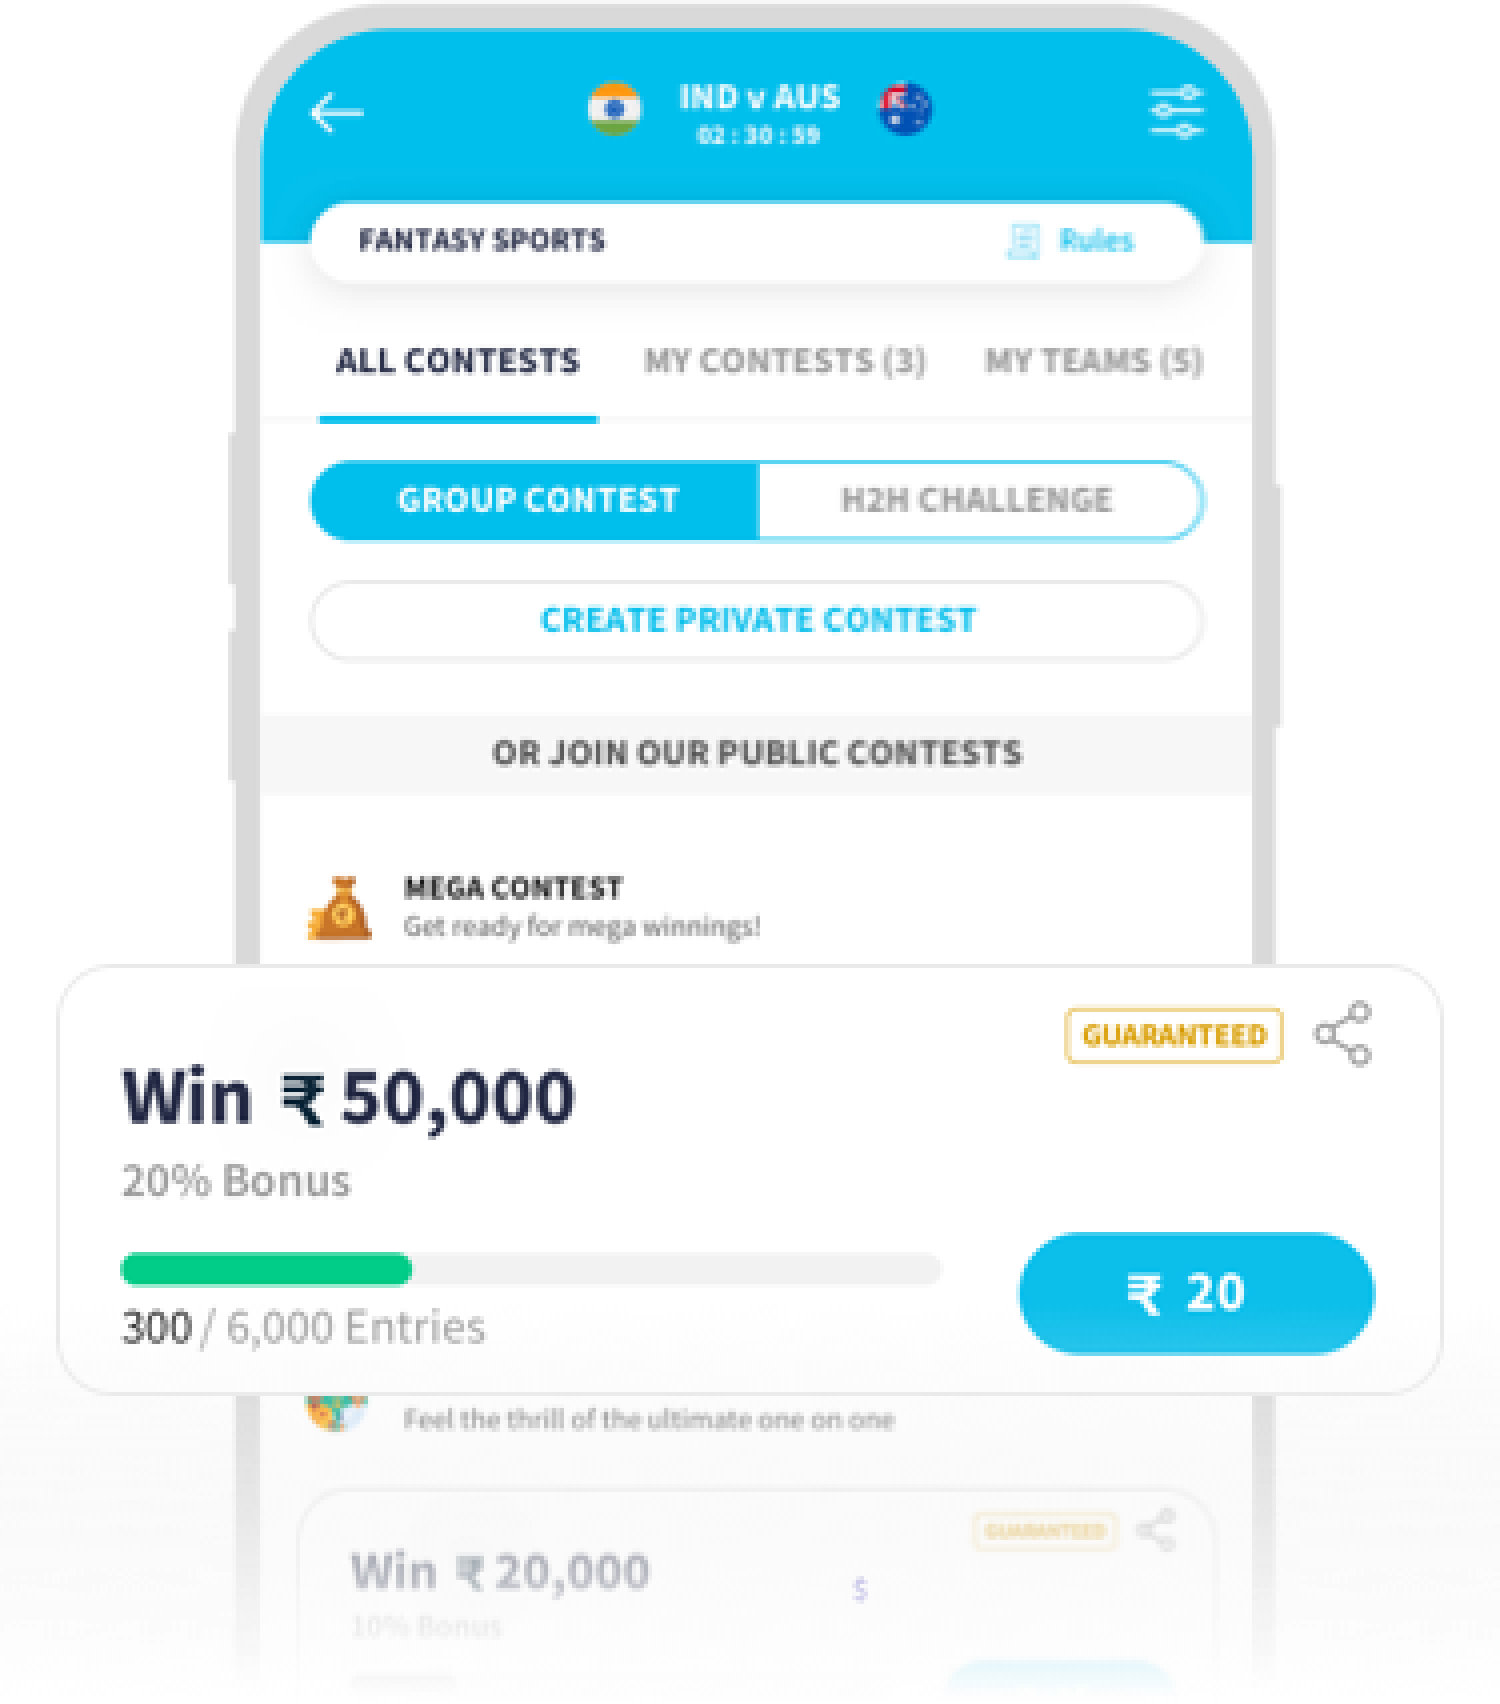 IND v AUS
02 : 30 : 59
FANTASY SPORTS Rules
ALL CONTESTS MY CONTESTS (3) MY TEAMS (5)
GROUP CONTEST H2H CHALLENGE
CREATE PRIVATE CONTEST
OR JOIN OUR PUBLIC CONTESTS
MEGA CONTEST
Get ready for mega winnings!
GUARANTEED
Win ₹ 50,000
20% Bonus
₹ 20
300 / 6,000 Entries
Feel the thrill of the ultimate one on one
GUARANTEED
Win ₹ 20,000
$
10% Bonus